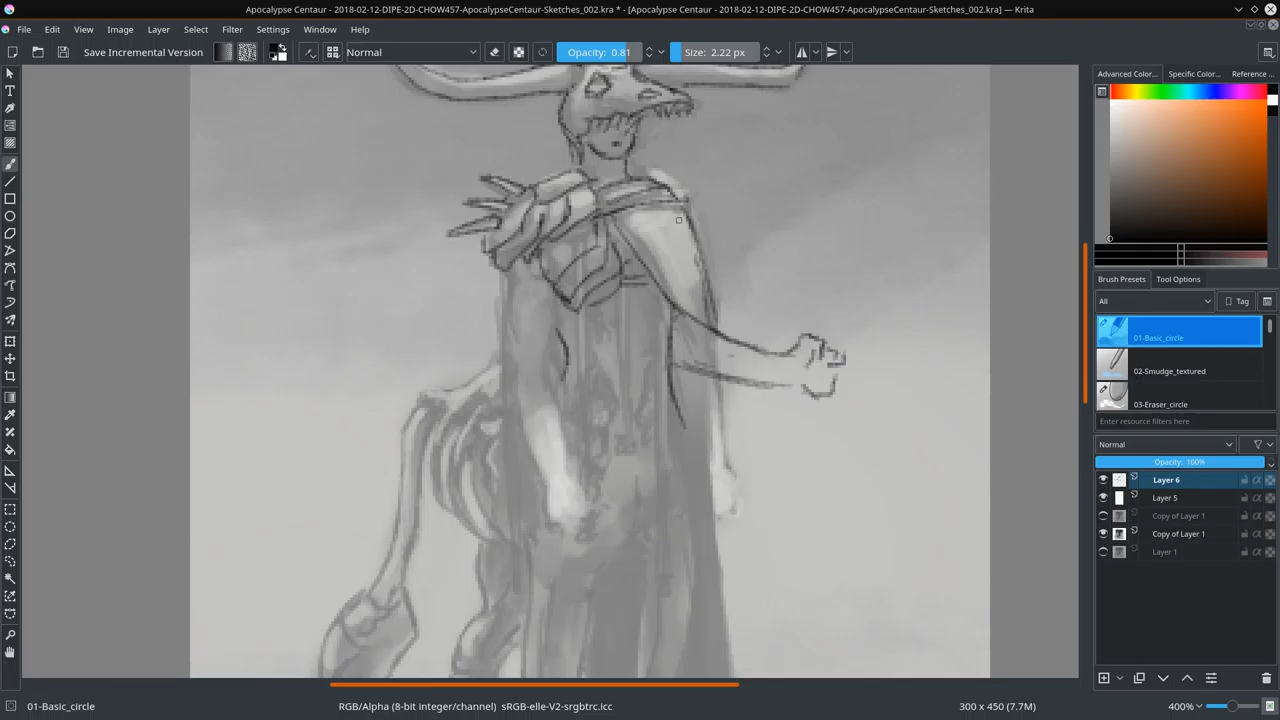 Apocalypse Centaur - 2018-02-12-DIPE-2D-CHOW457-ApocalypseCentaur-Sketches_002.kra * - [Apocalypse Centaur - 2018-02-12-DIPE-2D-CHOW457-ApocalypseCentaur-Sketches_002.kra] — Krita
File Edit View Image Layer Select Filter Settings Window Help
Save Incremental Version Normal Opacity: 0.81 Size: 2.22 px
Advanced Color... Specific Color... Reference ...
Brush Presets Tool Options
All Tag
01-Basic_circle
02-Smudge_textured
03-Eraser_circle
Enter resource filters here
Normal
Opacity: 100%
Layer 6
Layer 5
Copy of Layer 1
Copy of Layer 1
Layer 1
01-Basic_circle RGB/Alpha (8-bit integer/channel) sRGB-elle-V2-srgbtrc.icc 300 x 450 (7.7M) 400%